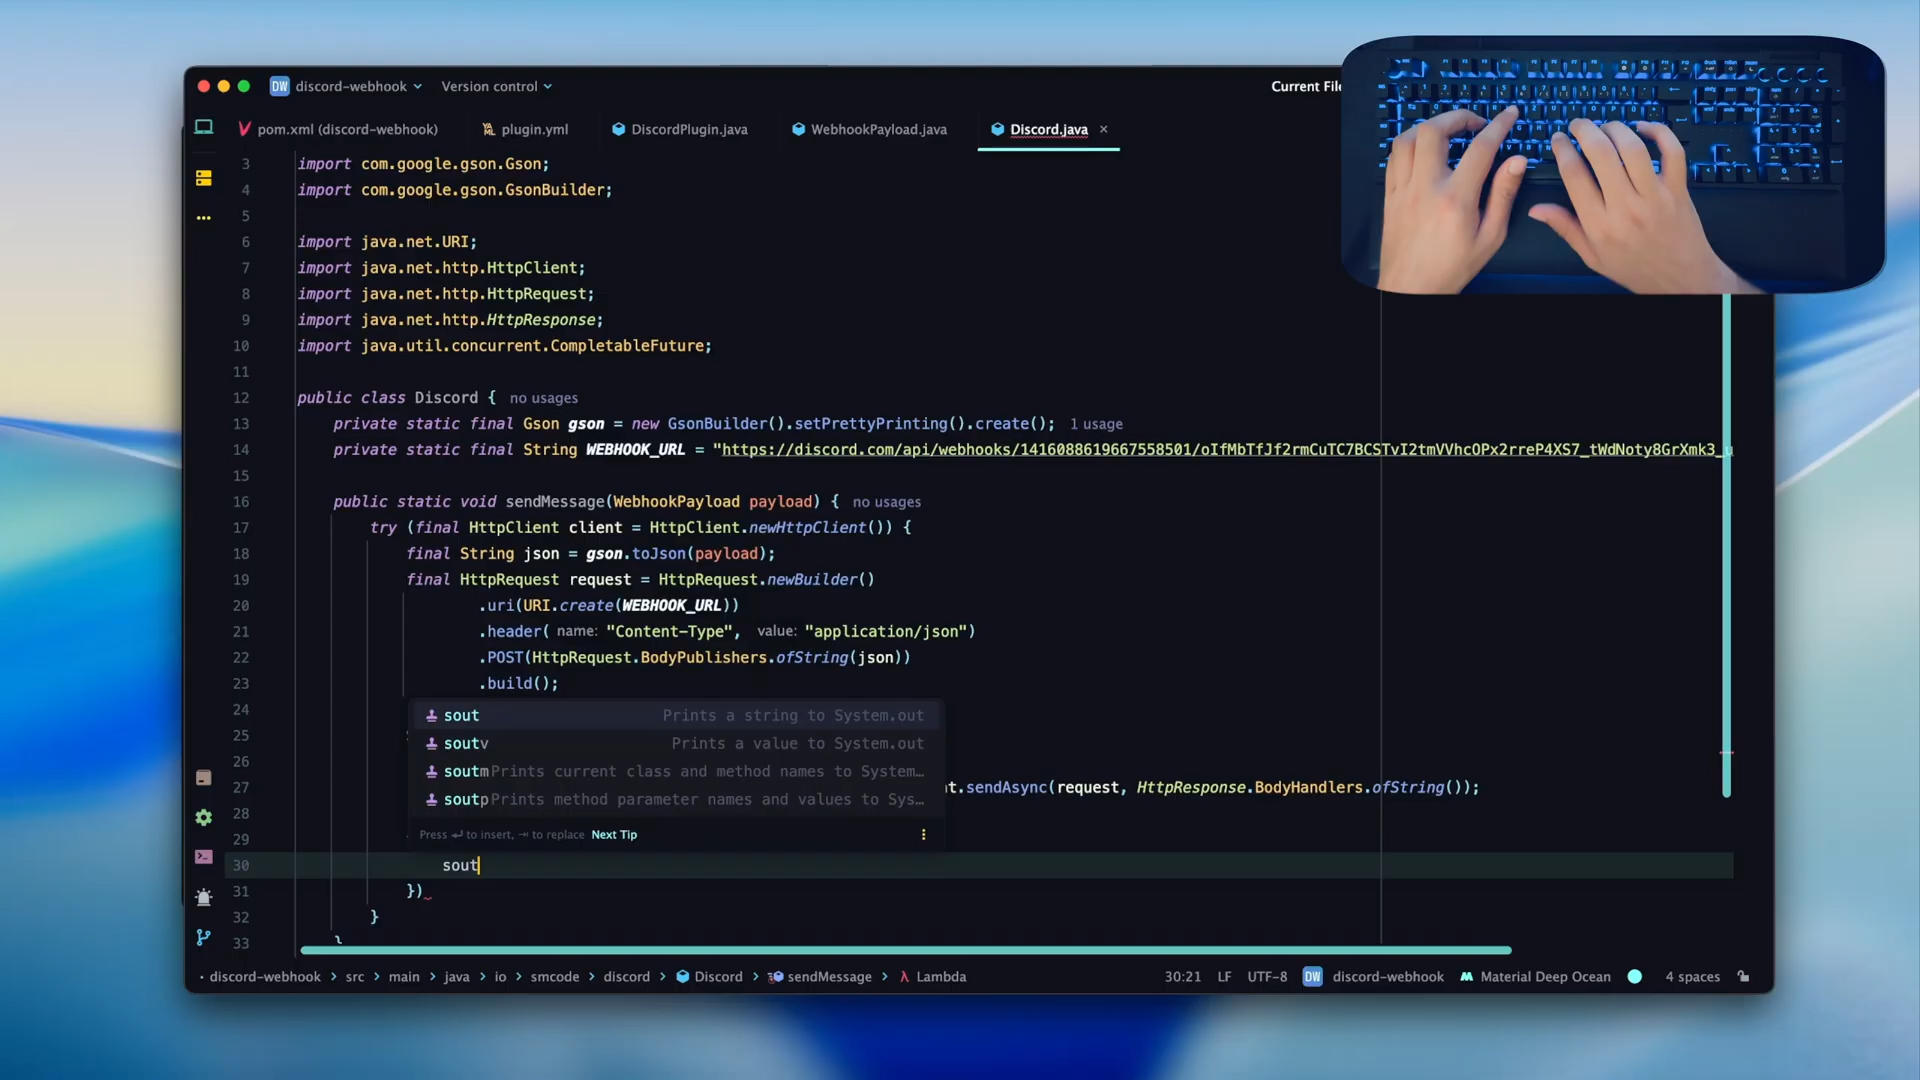 DW discord-webhook Version control Current File
pom.xml (discord-webhook) plugin.yml DiscordPlugin.java WebhookPayload.java Discord.java
3 import com.google.gson.Gson;
4 import com.google.gson.GsonBuilder;
5
6 import java.net.URI;
7 import java.net.http.HttpClient;
8 import java.net.http.HttpRequest;
9 import java.net.http.HttpResponse;
10 import java.util.concurrent.CompletableFuture;
11
12 public class Discord { no usages
13 private static final Gson gson = new GsonBuilder().setPrettyPrinting().create(); 1 usage
14 private static final String WEBHOOK_URL = "https://discord.com/api/webhooks/1416088619667558501/oIfMbTfJf2rmCuTC7BCSTvI2tmVVhcOPx2rreP4XS7_tWdNoty8GrXmk3_u
15
16 public static void sendMessage(WebhookPayload payload) { no usages
17 try (final HttpClient client = HttpClient.newHttpClient()) {
18 final String json = gson.toJson(payload);
19 final HttpRequest request = HttpRequest.newBuilder()
20 .uri(URI.create(WEBHOOK_URL))
21 .header( name: "Content-Type", value: "application/json")
22 .POST(HttpRequest.BodyPublishers.ofString(json))
23 .build();
24
sout Prints a string to System.out
25
soutv Prints a value to System.out
26
soutm Prints current class and method names to System…
27 t.sendAsync(request, HttpResponse.BodyHandlers.ofString());
soutp Prints method parameter names and values to Sys…
28
Press ↵ to insert, ⇥ to replace Next Tip
29
30 sout
31 })
32 }
33 }
discord-webhook > src > main > java > io > smcode > discord > Discord > sendMessage > Lambda 30:21 LF UTF-8 DW discord-webhook Material Deep Ocean 4 spaces